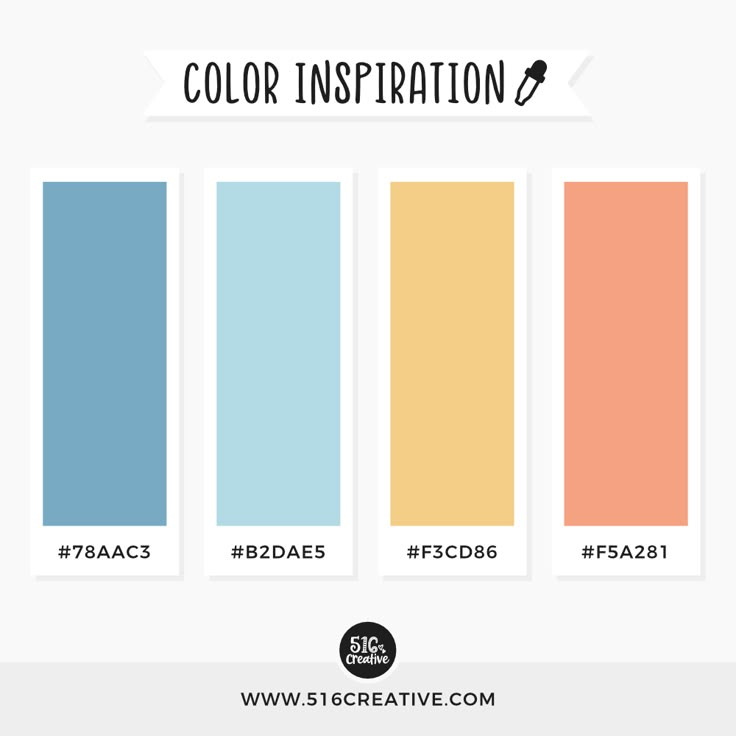 COLOR INSPIRATION
#78AAC3
#B2DAE5
#F3CD86
#F5A281
516
Creative
WWW.516CREATIVE.COM